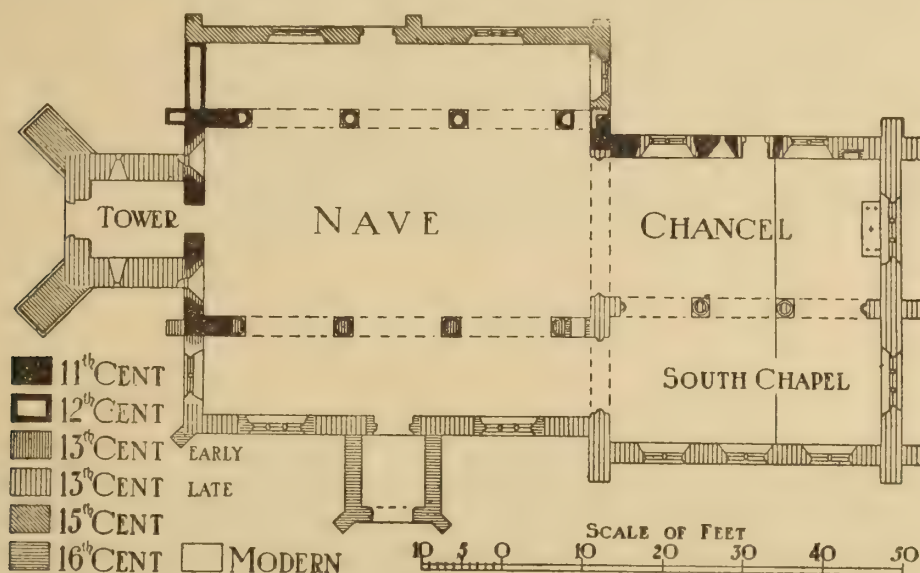 TOWER
NAVE
CHANCEL
SOUTH CHAPEL
11th CENT
12th CENT
13th CENT EARLY
13th CENT LATE
15th CENT
16th CENT
MODERN
SCALE OF FEET
10 5 0 10 20 30 40 50